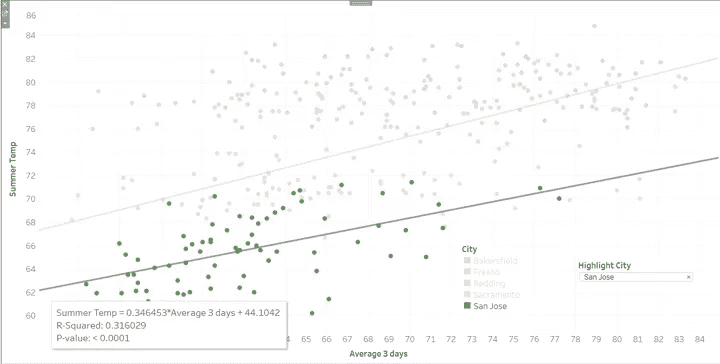 86
84
82
80
78
76
74
72
70
68
66
64
62
60
Summer Temp
City
Bakersfield
Fresno
Redding
Sacramento
San Jose
Highlight City
San Jose
×
Summer Temp = 0.346453*Average 3 days + 44.1042
R-Squared: 0.316029
P-value: < 0.0001
64 65 66 67 68 69 70 71 72 73 74 75 76 77 78 79 80 81 82 83 84
Average 3 days